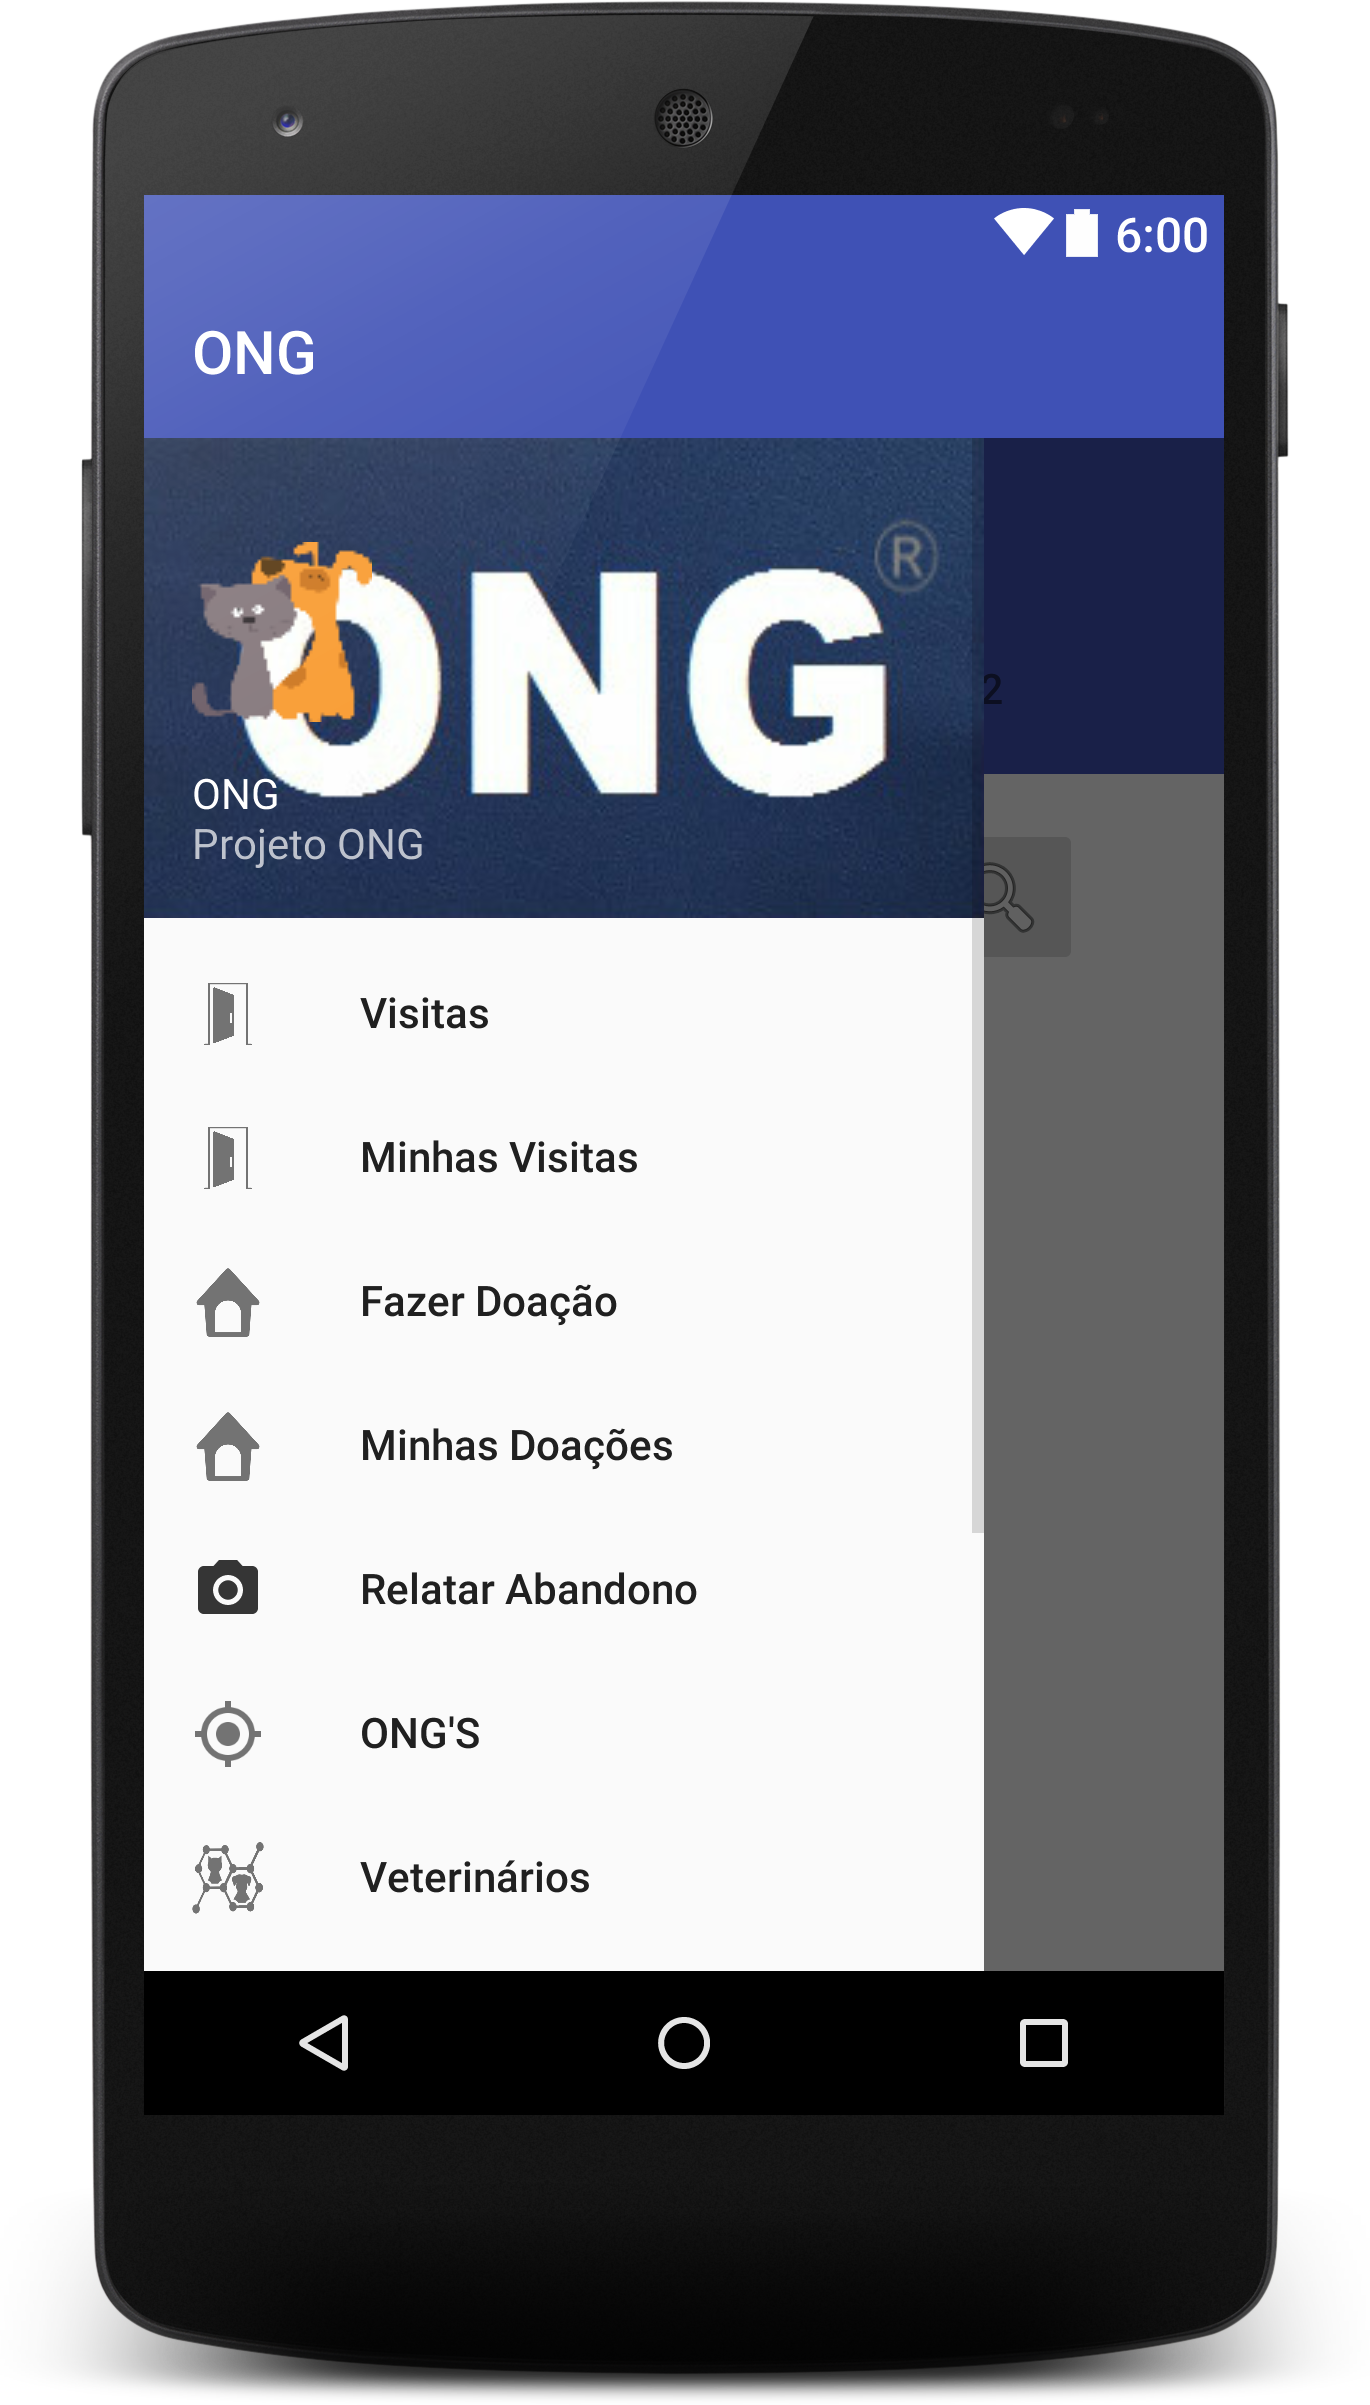 6:00
ONG
ONG®
ONG
Projeto ONG
2
Visitas
Minhas Visitas
Fazer Doação
Minhas Doações
Relatar Abandono
ONG'S
Veterinários